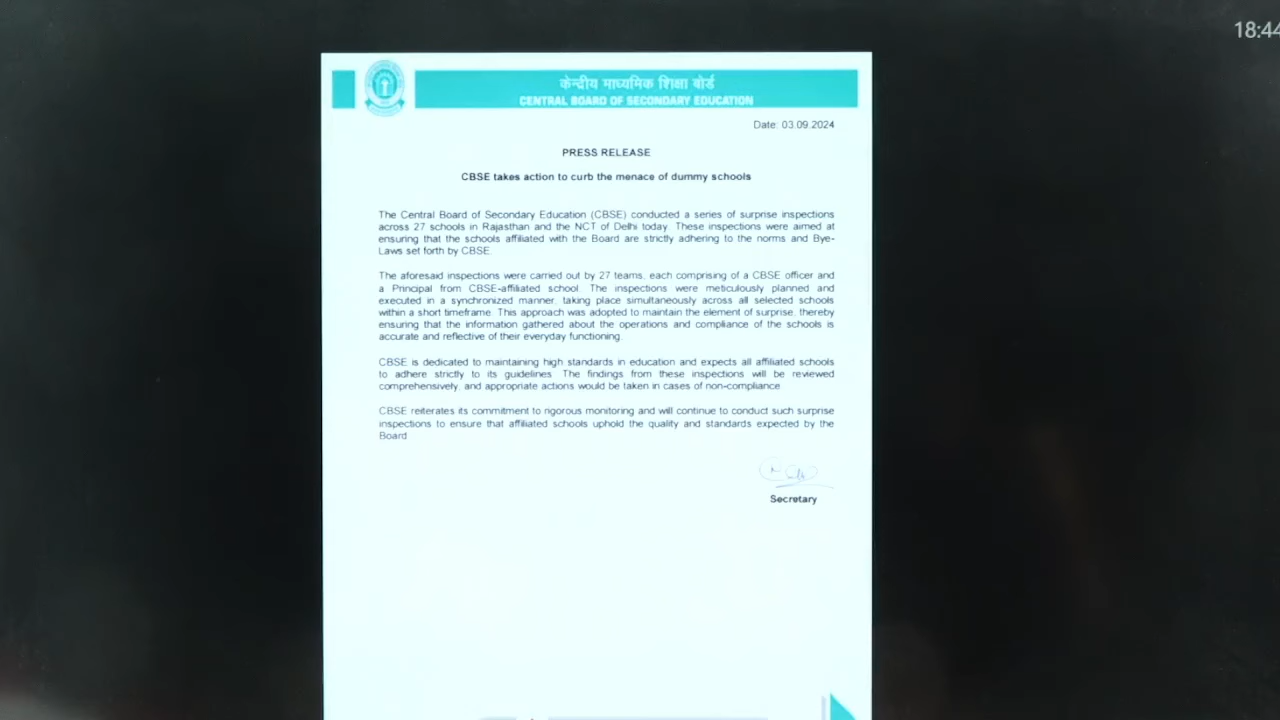 18:44
केन्द्रीय माध्यमिक शिक्षा बोर्ड
CENTRAL BOARD OF SECONDARY EDUCATION
Date: 03.09.2024
PRESS RELEASE
CBSE takes action to curb the menace of dummy schools
The Central Board of Secondary Education (CBSE) conducted a series of surprise inspections
across 27 schools in Rajasthan and the NCT of Delhi today. These inspections were aimed at
ensuring that the schools affiliated with the Board are strictly adhering to the norms and Bye-
Laws set forth by CBSE.
The aforesaid inspections were carried out by 27 teams, each comprising of a CBSE officer and
a Principal from CBSE-affiliated school. The inspections were meticulously planned and
executed in a synchronized manner, taking place simultaneously across all selected schools
within a short timeframe. This approach was adopted to maintain the element of surprise, thereby
ensuring that the information gathered about the operations and compliance of the schools is
accurate and reflective of their everyday functioning.
CBSE is dedicated to maintaining high standards in education and expects all affiliated schools
to adhere strictly to its guidelines. The findings from these inspections will be reviewed
comprehensively, and appropriate actions would be taken in cases of non-compliance.
CBSE reiterates its commitment to rigorous monitoring and will continue to conduct such surprise
inspections to ensure that affiliated schools uphold the quality and standards expected by the
Board.
Secretary